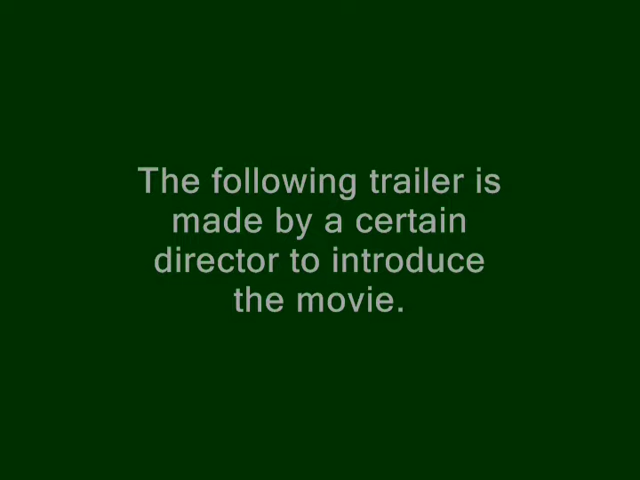 The following trailer is
made by a certain
director to introduce
the movie.